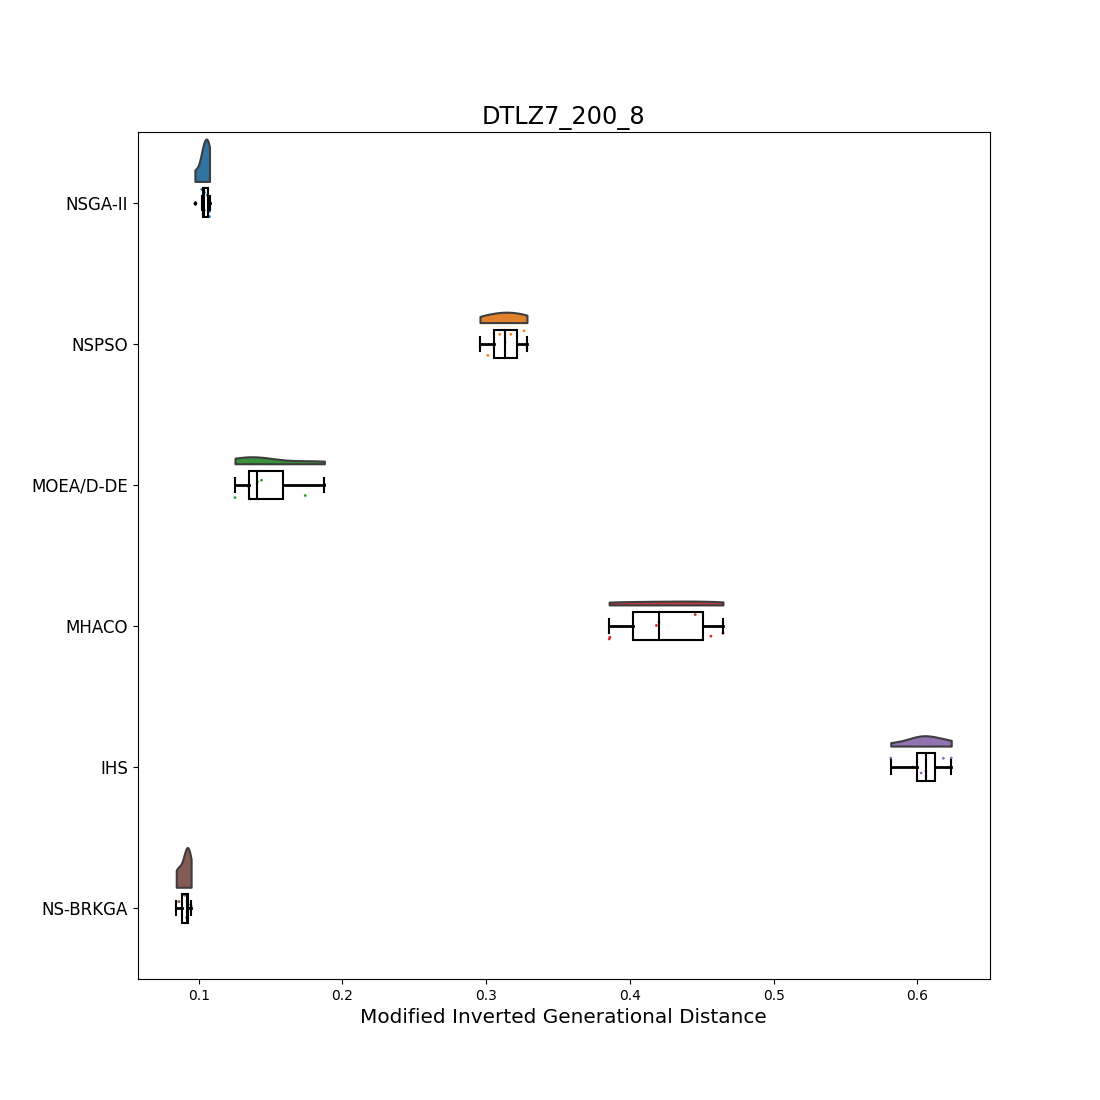 DTLZ7_200_8
NSGA-II
NSPSO
MOEA/D-DE
MHACO
IHS
NS-BRKGA
0.1 0.2 0.3 0.4 0.5 0.6
Modified Inverted Generational Distance